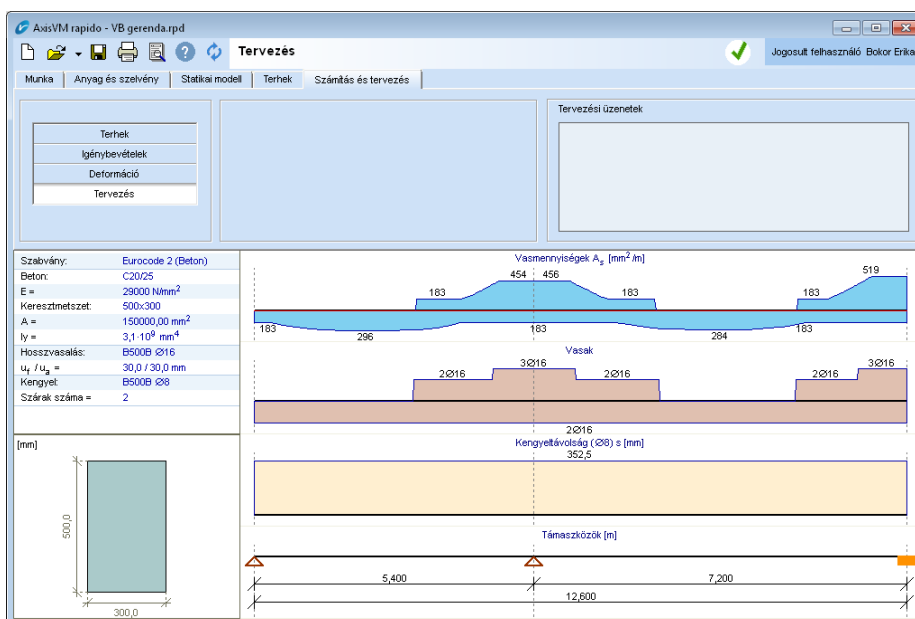 AxisVM rapido - VB gerenda.rpd
Tervezés
Jogosult felhasználó Bokor Erika
Munka
Anyag és szelvény
Statikai modell
Terhek
Számítás és tervezés
Terhek
Igénybevételek
Deformáció
Tervezés
Tervezési üzenetek
Szabvány: Eurocode 2 (Beton)
Beton: C20/25
E = 29000 N/mm²
Keresztmetszet: 500x300
A = 150000,00 mm²
Iy = 3,1·10⁹ mm⁴
Hosszvasalás: B500B Ø16
u_f / u_a = 30,0 / 30,0 mm
Kengyel: B500B Ø8
Szárak száma = 2
Vasmennyiségek A_s [mm²/m]
454 456 519
183 183 183
183 183 183
296 284
Vasak
3Ø16 3Ø16
2Ø16 2Ø16 2Ø16
2Ø16
Kengyeltávolság (Ø8) s [mm]
352,5
Támaszközök [m]
5,400 7,200
12,600
[mm]
500,0
300,0